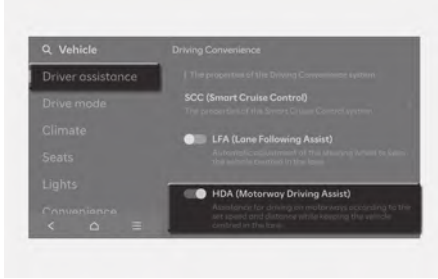 Vehicle
Driving Convenience
Driver assistance
The properties of the Driving Convenience system
Drive mode
SCC (Smart Cruise Control)
The properties of the Smart Cruise Control system
Climate
LFA (Lane Following Assist)
Automatic adjustment of the steering wheel to keep
the vehicle centred in the lane
Seats
Lights
HDA (Motorway Driving Assist)
Assistance for driving on motorways according to the
set speed and distance while keeping the vehicle
centred in the lane
Convenience